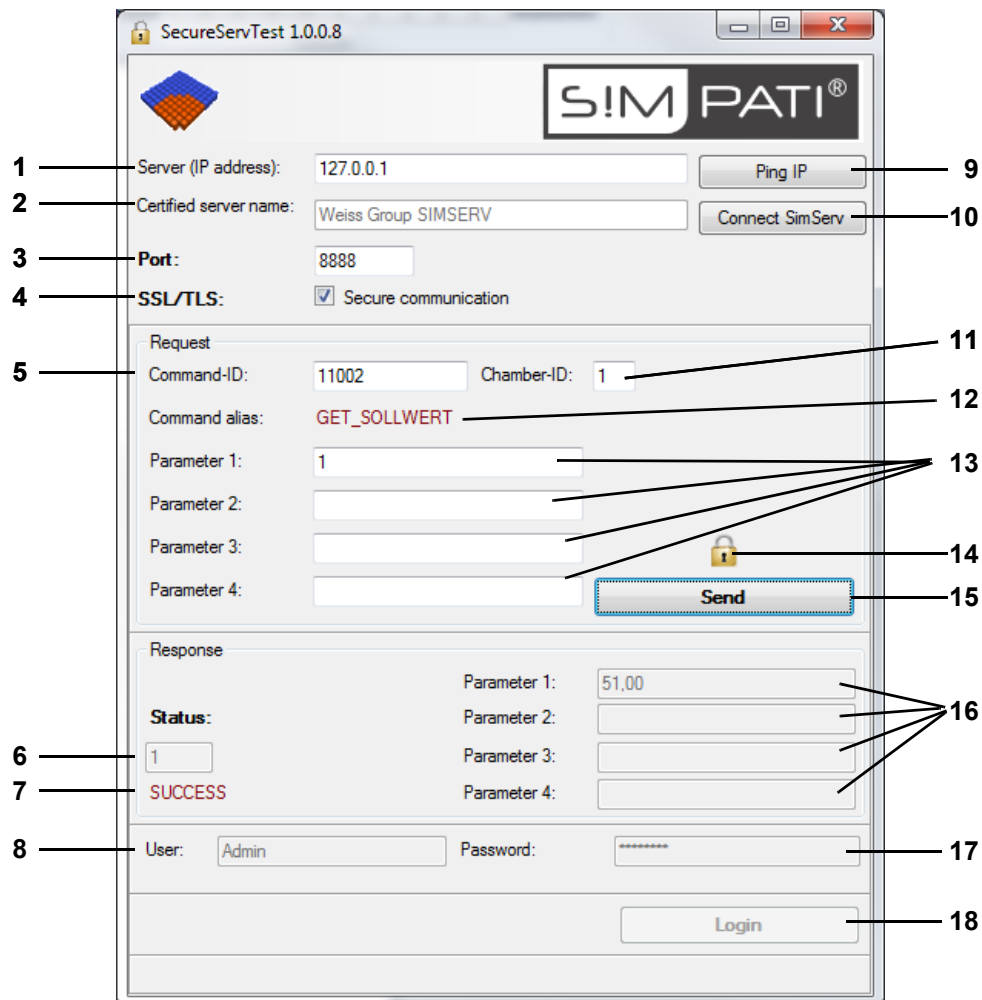 SecureServTest 1.0.0.8
S!MPATI®
1 Server (IP address): 127.0.0.1 Ping IP 9
2 Certified server name: Weiss Group SIMSERV Connect SimServ 10
3 Port: 8888
4 SSL/TLS: Secure communication
Request
5 Command-ID: 11002 Chamber-ID: 1 11
Command alias: GET_SOLLWERT 12
Parameter 1: 1 13
Parameter 2:
Parameter 3: 14
Parameter 4: Send 15
Response
Parameter 1: 51,00
Status: Parameter 2: 16
6 1 Parameter 3:
7 SUCCESS Parameter 4:
8 User: Admin Password: ******** 17
Login 18